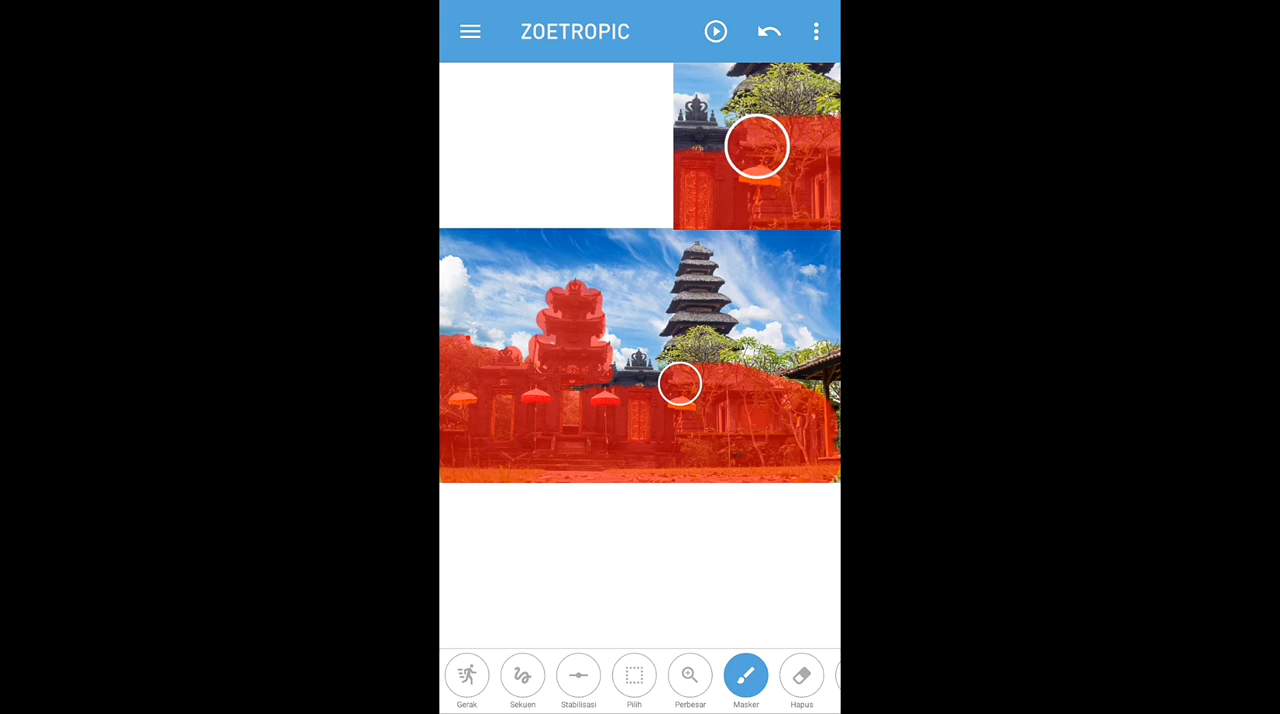 ZOETROPIC
Gerak
Sekuen
Stabilisasi
Pilih
Perbesar
Masker
Hapus